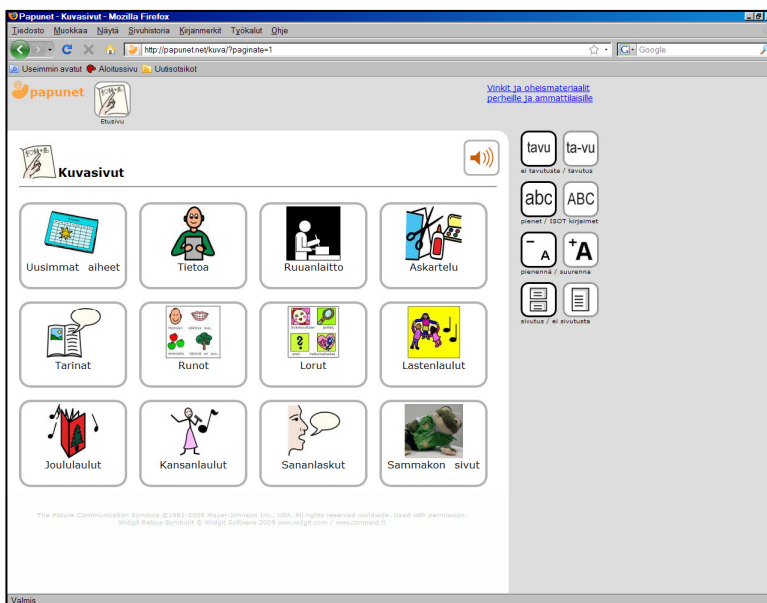 Papunet - Kuvasivut - Mozilla Firefox
Tiedosto Muokkaa Näytä Sivuhistoria Kirjanmerkit Työkalut Ohje
http://papunet.net/kuva/?paginate=1
Google
Useimmin avatut Aloitussivu Uutisotsikot
papunet
Etusivu
Vinkit ja oheismateriaalit
perheille ja ammattilaisille
Kuvasivut
tavu ta-vu
ei tavutusta / tavutus
abc ABC
pienet / ISOT kirjaimet
- A +A
pienennä / suurenna
sivutus / ei sivutusta
Uusimmat aiheet Tietoa Ruuanlaitto Askartelu
Tarinat Runot Lorut Lastenlaulut
Joululaulut Kansanlaulut Sananlaskut Sammakon sivut
The Picture Communication Symbols ©1981-2009 Mayer-Johnson Inc., USA. All rights reserved worldwide. Used with permission.
Widgit Rebus Symbolit © Widgit Software 2009 www.widgit.com / www.compaid.fi
Valmis